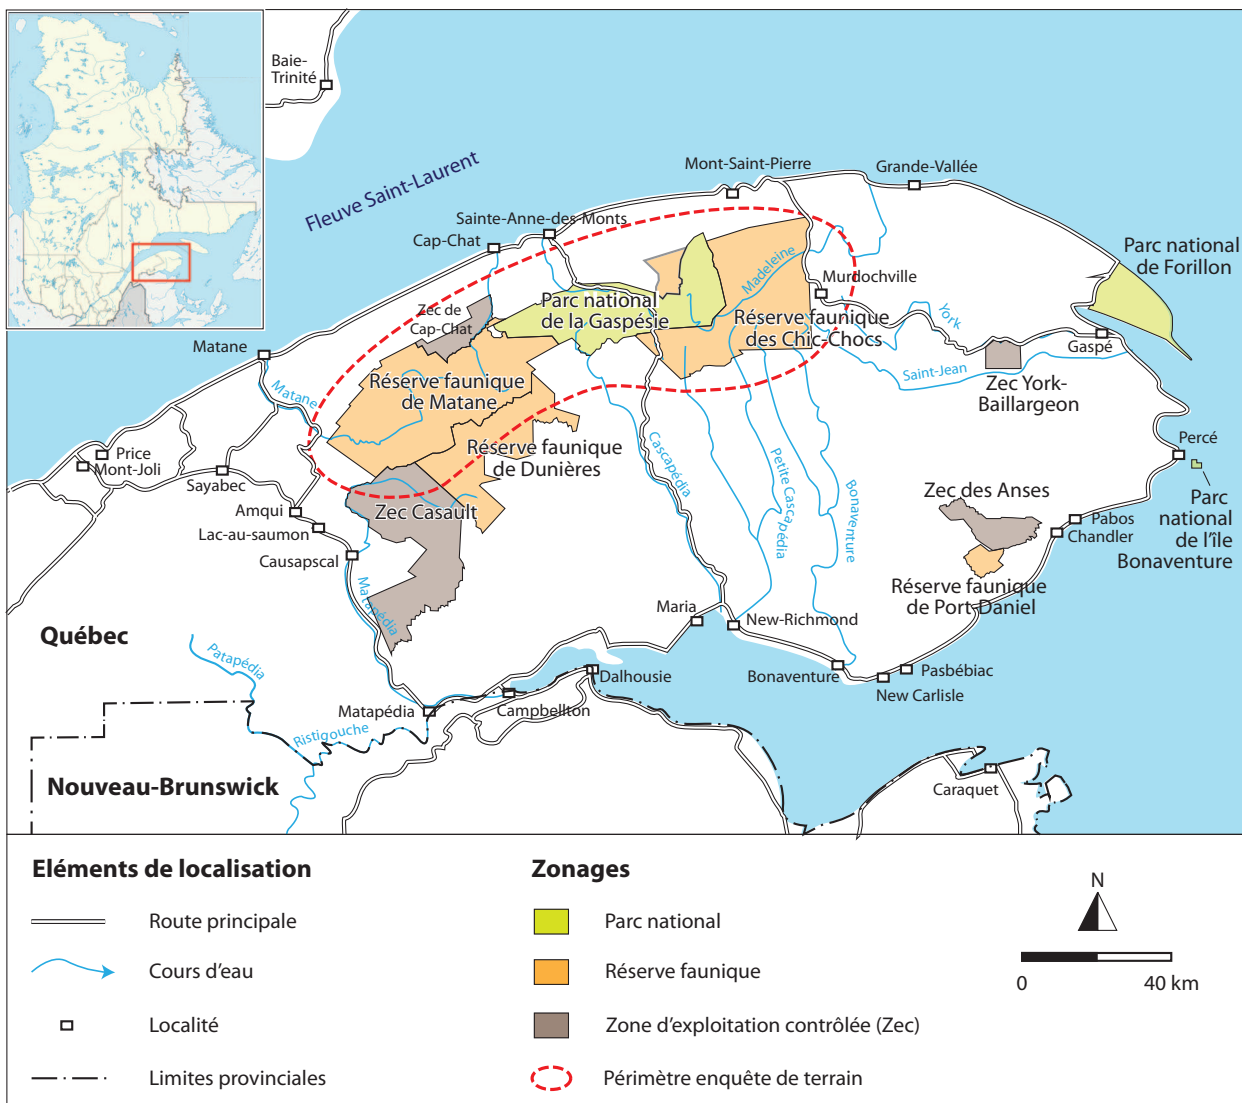 Baie-
Trinité
Fleuve Saint-Laurent
Mont-Saint-Pierre
Grande-Vallée
Sainte-Anne-des-Monts
Cap-Chat
Parc national
de Forillon
Madeleine
Murdochville
Zec de
Cap-Chat
Parc national
de la Gaspésie
Réserve faunique
des Chic-Chocs
York
Gaspé
Matane
Matane
Réserve faunique
de Matane
Saint-Jean
Zec York-
Baillargeon
Réserve faunique
de Dunières
Cascapédia
Petite Cascapédia
Bonaventure
Percé
Price
Mont-Joli
Sayabec
Zec des Anses
Parc
national
de l'île
Bonaventure
Amqui
Lac-au-saumon
Zec Casault
Pabos
Chandler
Causapscal
Matapédia
Réserve faunique
de Port-Daniel
Maria
New-Richmond
Québec
Patapédia
Dalhousie
Bonaventure
Pasbébiac
New Carlisle
Matapédia
Campbellton
Ristigouche
Nouveau-Brunswick
Caraquet
Eléments de localisation
Route principale
Cours d'eau
Localité
Limites provinciales
Zonages
Parc national
Réserve faunique
Zone d'exploitation contrôlée (Zec)
Périmètre enquête de terrain
N
0 40 km